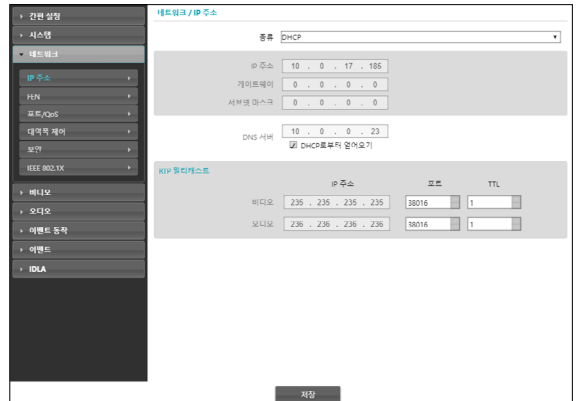 간편 설정
시스템
네트워크
IP 주소
FEN
포트/QoS
대역폭 제어
보안
IEEE 802.1X
비디오
오디오
이벤트 동작
이벤트
IDLA
네트워크 / IP 주소
종류 DHCP
IP 주소 10 . 0 . 17 . 186
게이트웨이 0 . 0 . 0 . 0
서브넷 마스크 0 . 0 . 0 . 0
DNS 서버 10 . 0 . 0 . 23
DHCP로부터 얻어오기
RTP 멀티캐스트
IP 주소 포트 TTL
비디오 235 . 235 . 235 . 235 38016 1
오디오 236 . 236 . 236 . 236 38016 1
저장